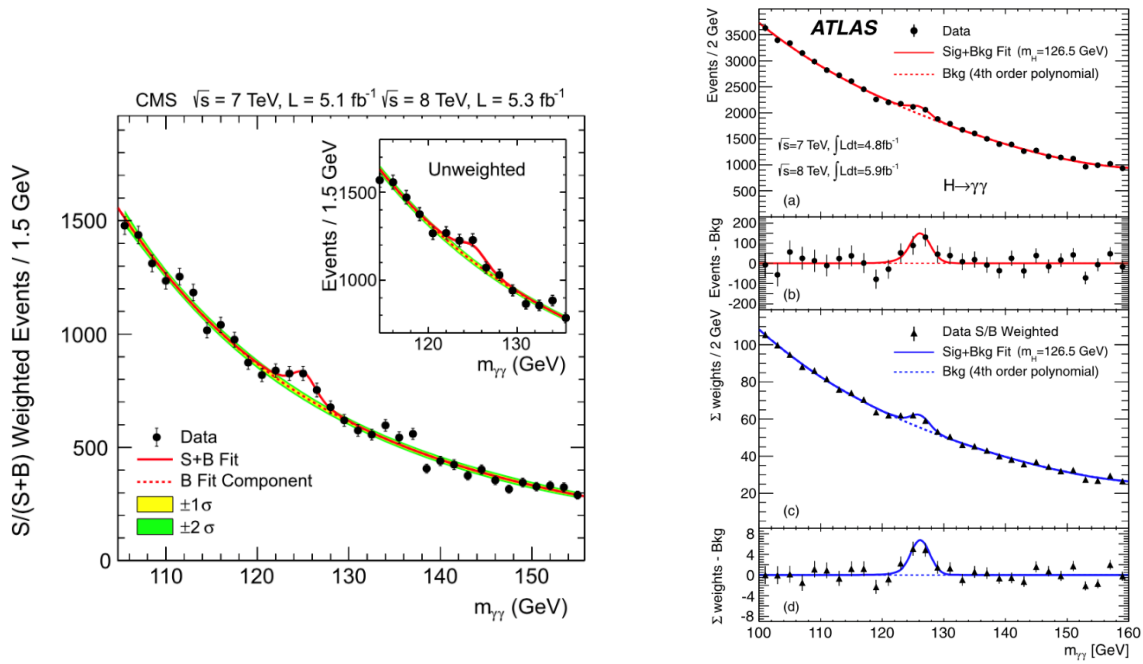 CMS √s = 7 TeV, L = 5.1 fb⁻¹ √s = 8 TeV, L = 5.3 fb⁻¹
S/(S+B) Weighted Events / 1.5 GeV
1500
1000
500
0
Unweighted
Events / 1.5 GeV
1500
1000
120 130
mγγ (GeV)
Data
S+B Fit
B Fit Component
±1σ
±2 σ
110 120 130 140 150
mγγ (GeV)
ATLAS
Events / 2 GeV
3500
3000
2500
2000
1500
1000
500
Data
Sig+Bkg Fit (mH=126.5 GeV)
Bkg (4th order polynomial)
√s=7 TeV, ∫Ldt=4.8fb⁻¹
√s=8 TeV, ∫Ldt=5.9fb⁻¹
H→γγ
(a)
Events - Bkg
200
100
0
-100
-200
(b)
Σ weights / 2 GeV
100
80
60
40
20
Data S/B Weighted
Sig+Bkg Fit (mH=126.5 GeV)
Bkg (4th order polynomial)
(c)
Σ weights - Bkg
8
4
0
-4
-8
(d)
100 110 120 130 140 150 160
mγγ [GeV]